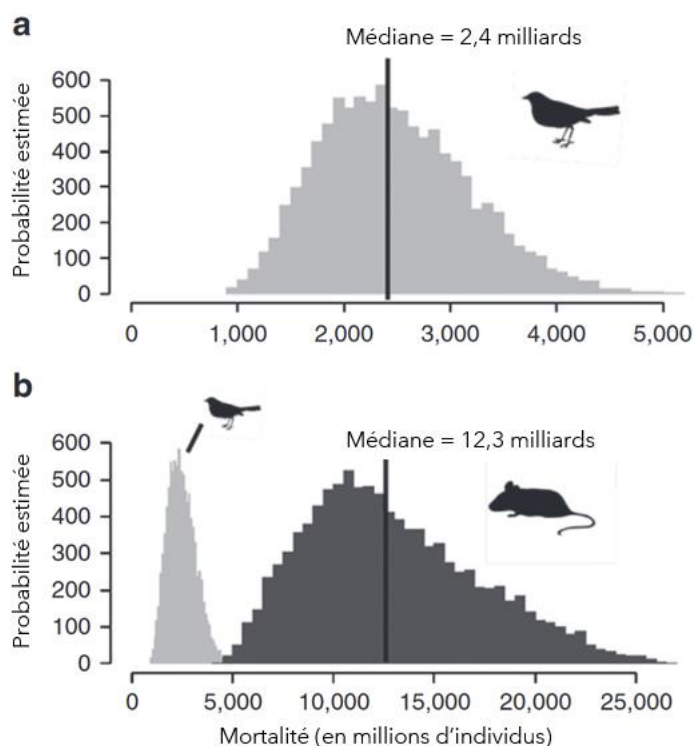 a
Médiane = 2,4 milliards
Probabilité estimée
600
500
400
300
200
100
0
0 1,000 2,000 3,000 4,000 5,000
b
Médiane = 12,3 milliards
Probabilité estimée
600
500
400
300
200
100
0
0 5,000 10,000 15,000 20,000 25,000
Mortalité (en millions d'individus)